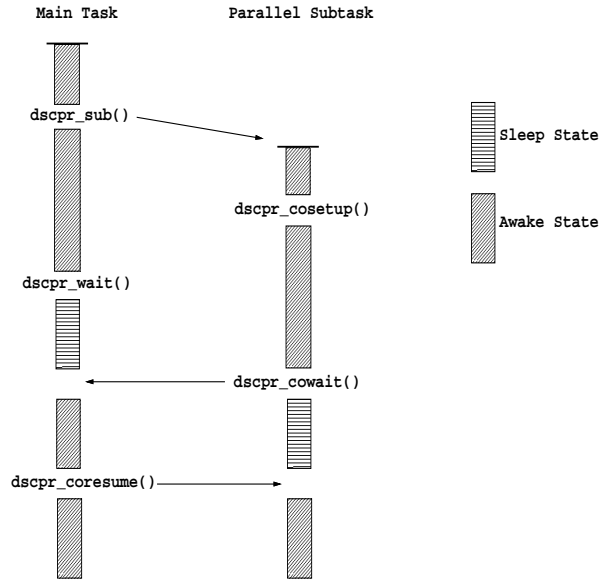 Main Task
Parallel Subtask
dscpr_sub()
Sleep State
dscpr_cosetup()
Awake State
dscpr_wait()
dscpr_cowait()
dscpr_coresume()